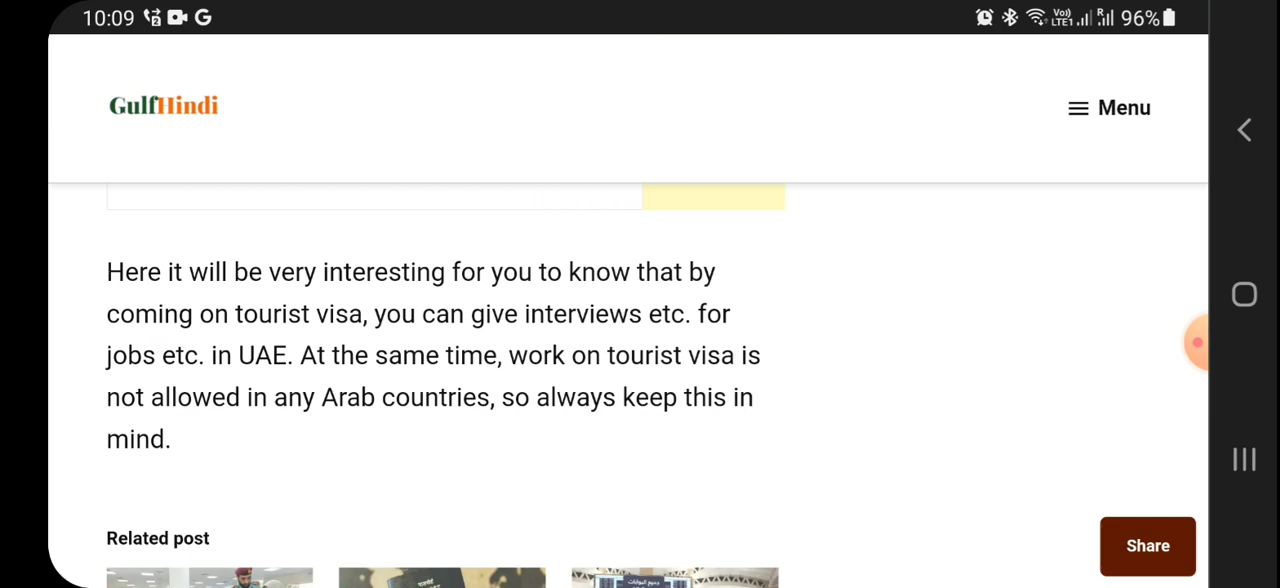 10:09
LTE1 R 96%
GulfHindi
Menu
Here it will be very interesting for you to know that by
coming on tourist visa, you can give interviews etc. for
jobs etc. in UAE. At the same time, work on tourist visa is
not allowed in any Arab countries, so always keep this in
mind.
Related post
Share